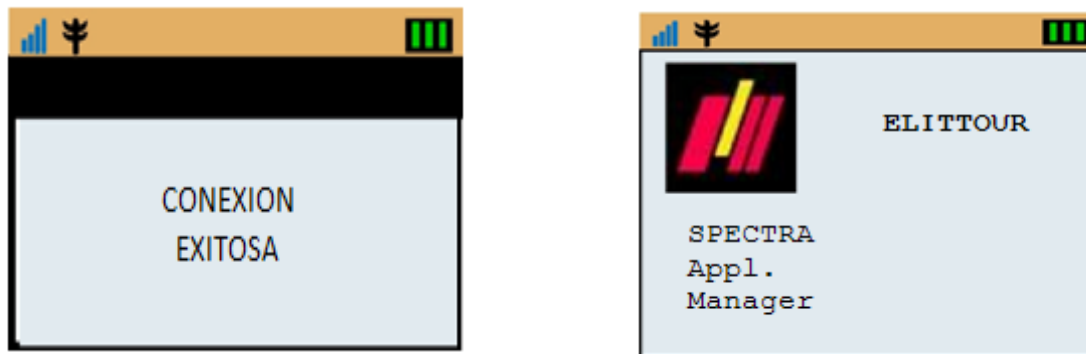 CONEXION
EXITOSA
ELITTOUR
SPECTRA
Appl.
Manager